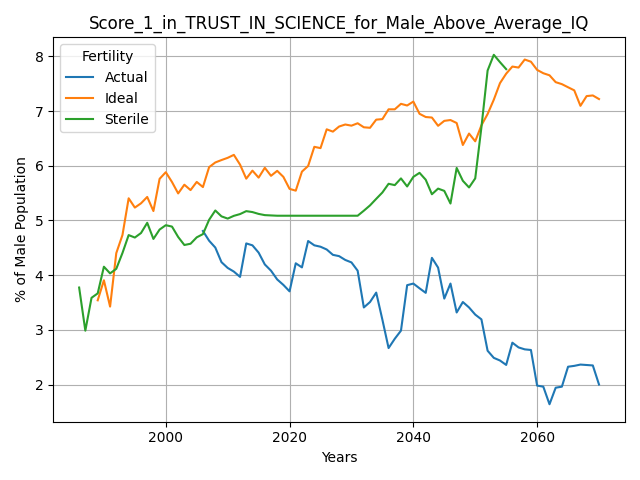 Score_1_in_TRUST_IN_SCIENCE_for_Male_Above_Average_IQ
Fertility
Actual
Ideal
Sterile
% of Male Population
8
7
6
5
4
3
2
2000 2020 2040 2060
Years